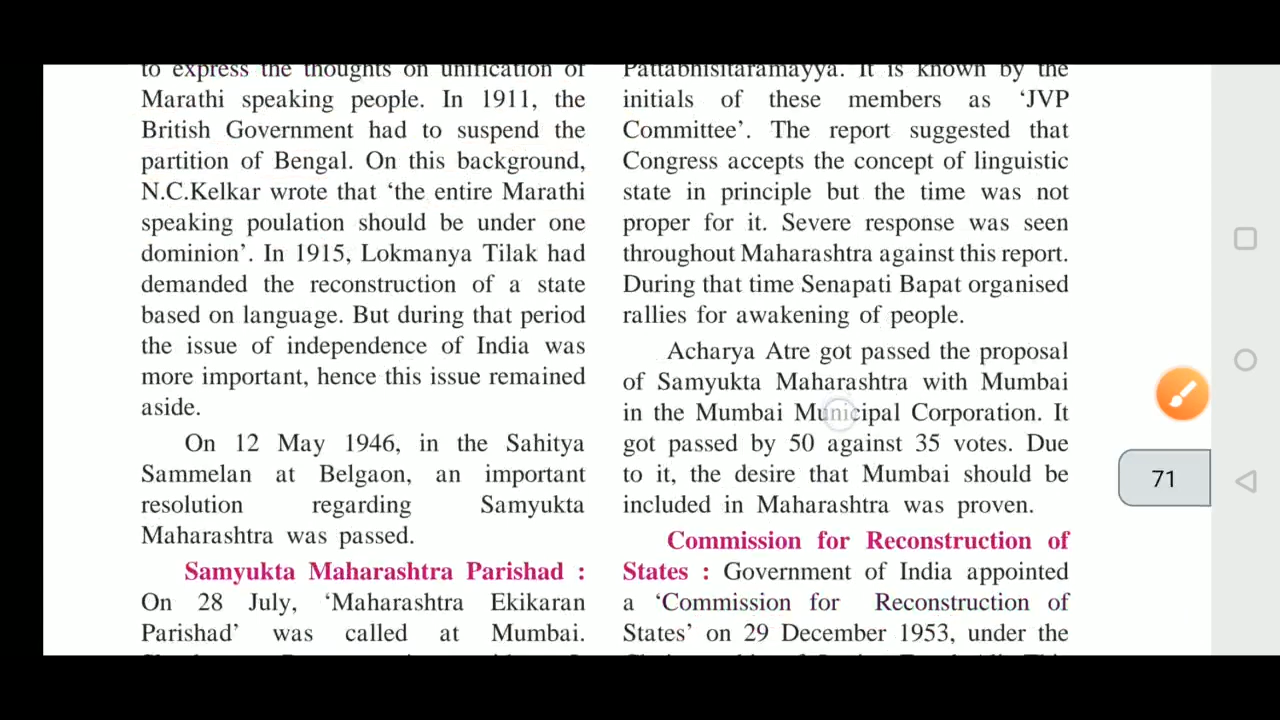 to express the thoughts on unification of
Marathi speaking people. In 1911, the
British Government had to suspend the
partition of Bengal. On this background,
N.C.Kelkar wrote that ‘the entire Marathi
speaking poulation should be under one
dominion’. In 1915, Lokmanya Tilak had
demanded the reconstruction of a state
based on language. But during that period
the issue of independence of India was
more important, hence this issue remained
aside.
On 12 May 1946, in the Sahitya
Sammelan at Belgaon, an important
resolution regarding Samyukta
Maharashtra was passed.
Samyukta Maharashtra Parishad :
On 28 July, ‘Maharashtra Ekikaran
Parishad’ was called at Mumbai.
Pattabhisitaramayya. It is known by the
initials of these members as ‘JVP
Committee’. The report suggested that
Congress accepts the concept of linguistic
state in principle but the time was not
proper for it. Severe response was seen
throughout Maharashtra against this report.
During that time Senapati Bapat organised
rallies for awakening of people.
Acharya Atre got passed the proposal
of Samyukta Maharashtra with Mumbai
in the Mumbai Municipal Corporation. It
got passed by 50 against 35 votes. Due
to it, the desire that Mumbai should be
included in Maharashtra was proven.
Commission for Reconstruction of
States : Government of India appointed
a ‘Commission for Reconstruction of
States’ on 29 December 1953, under the
71